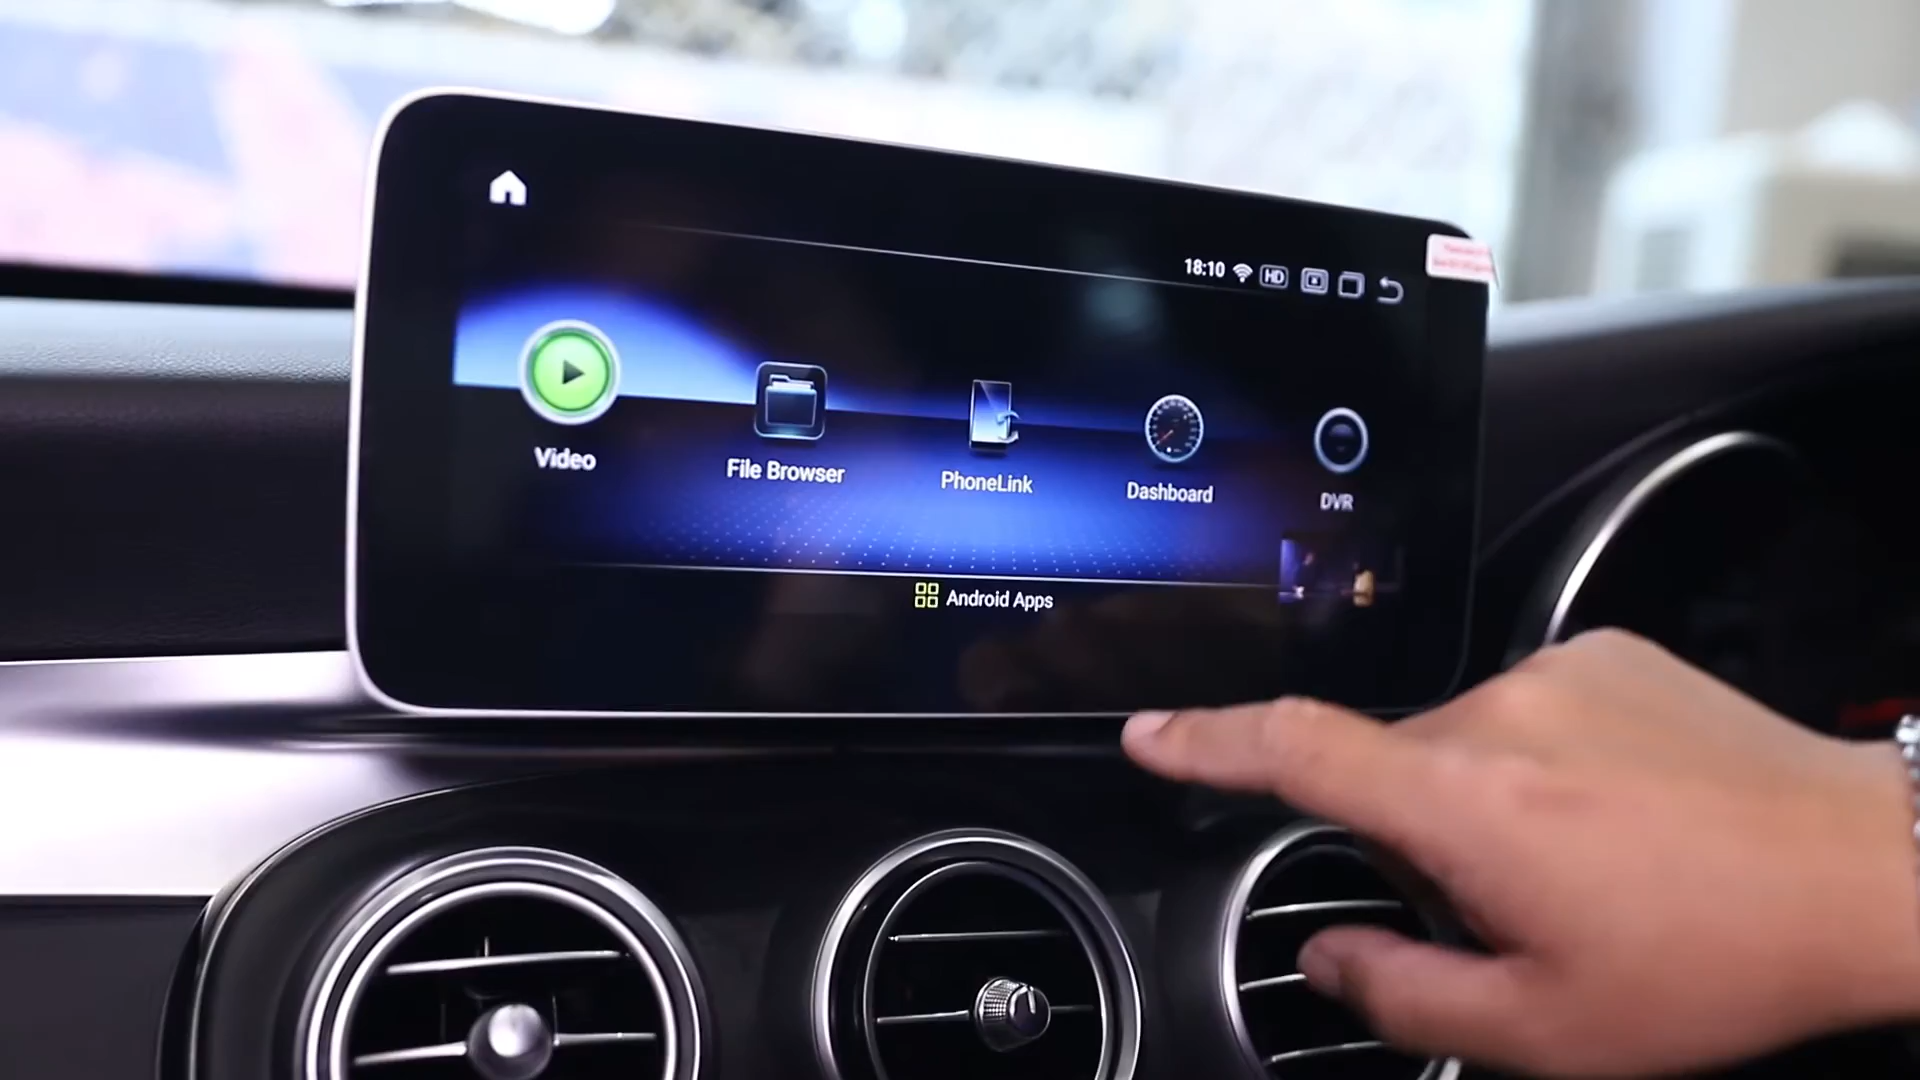 18:10 HD
Video
File Browser
PhoneLink
Dashboard
DVR
Android Apps